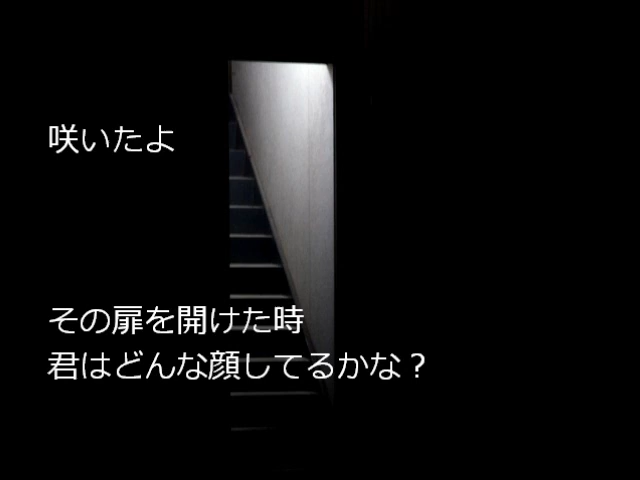 咲いたよ
その扉を開けた時
君はどんな顔してるかな？